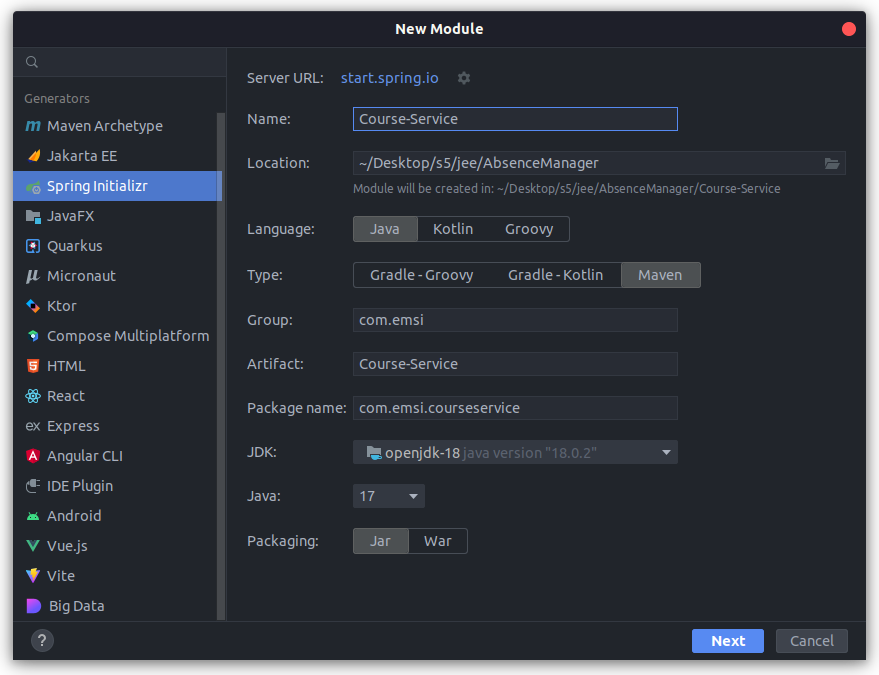 New Module
Generators
Maven Archetype
Jakarta EE
Spring Initializr
JavaFX
Quarkus
Micronaut
Ktor
Compose Multiplatform
HTML
React
Express
Angular CLI
IDE Plugin
Android
Vue.js
Vite
Big Data
Server URL: start.spring.io
Name: Course-Service
Location: ~/Desktop/s5/jee/AbsenceManager
Module will be created in: ~/Desktop/s5/jee/AbsenceManager/Course-Service
Language: Java Kotlin Groovy
Type: Gradle - Groovy Gradle - Kotlin Maven
Group: com.emsi
Artifact: Course-Service
Package name: com.emsi.courseservice
JDK: openjdk-18 java version "18.0.2"
Java: 17
Packaging: Jar War
? Next Cancel